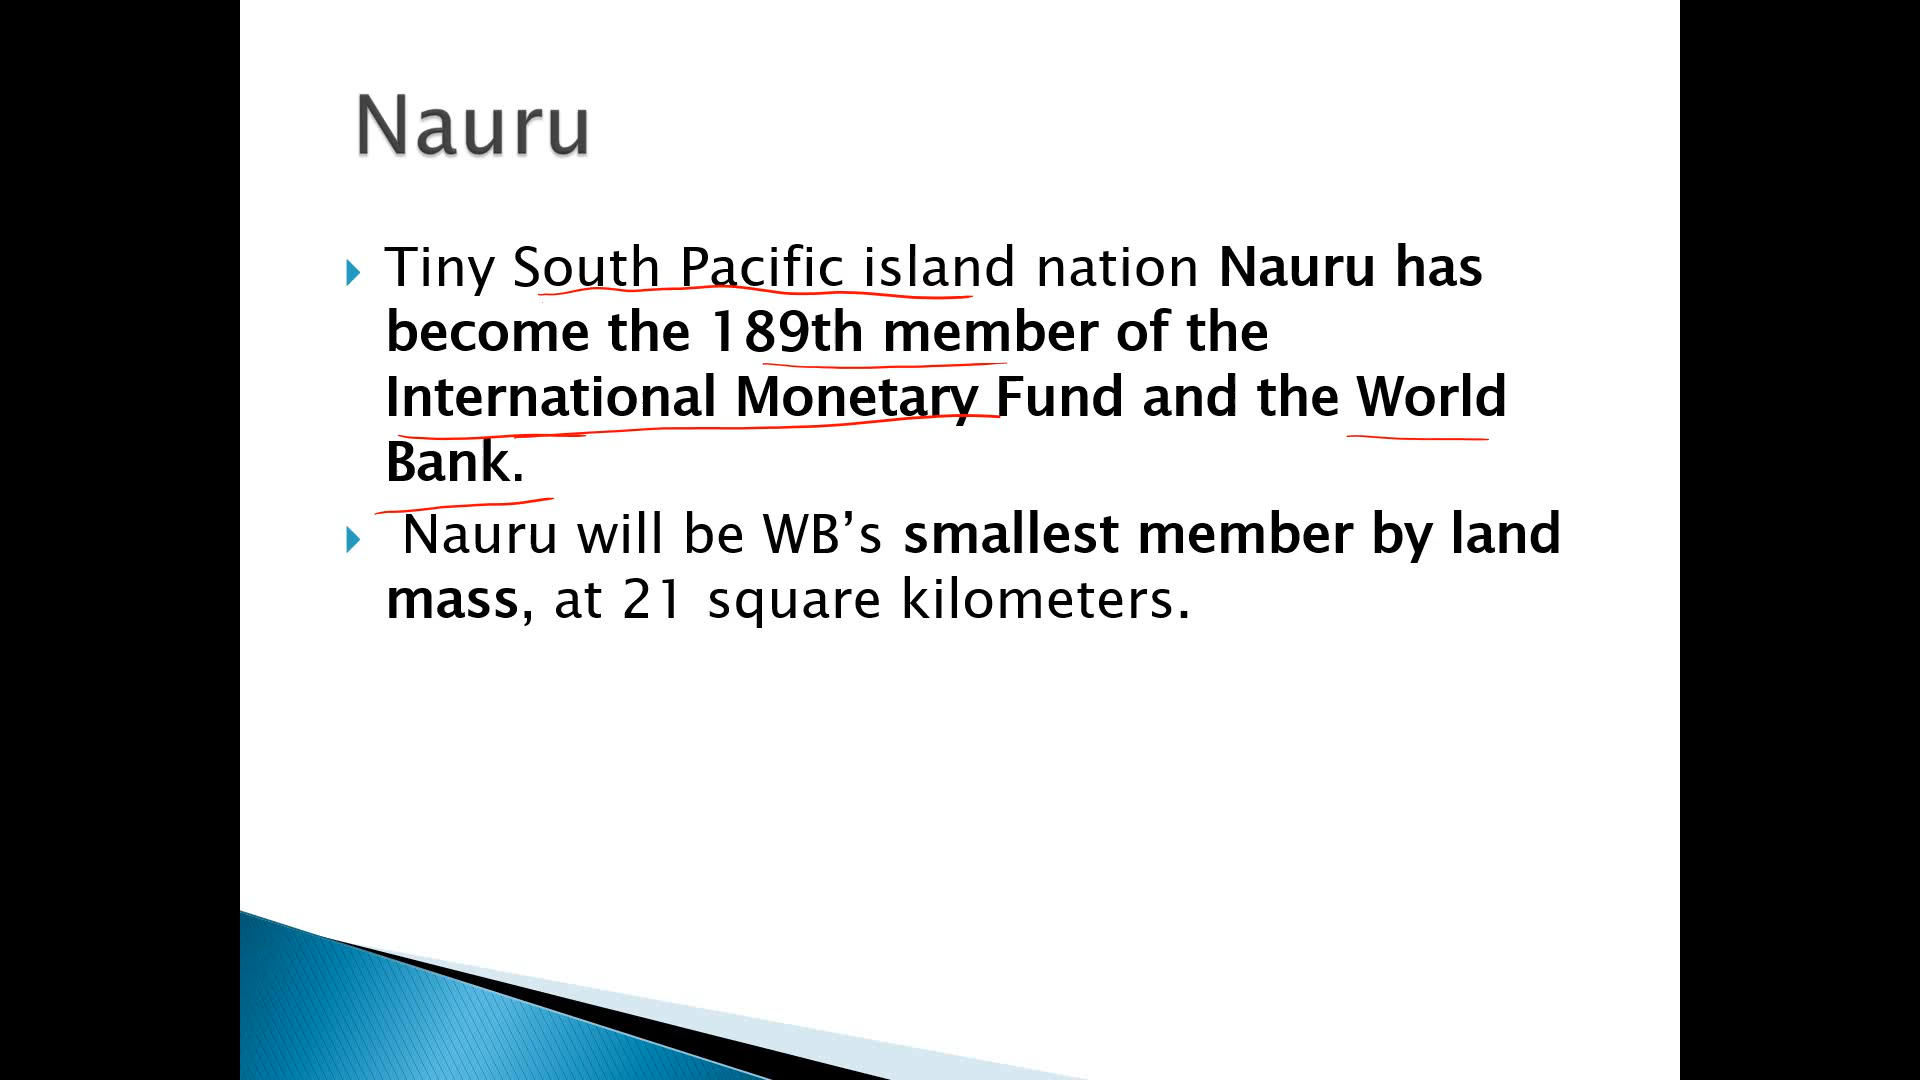 Nauru
Tiny South Pacific island nation Nauru has
become the 189th member of the
International Monetary Fund and the World
Bank.
Nauru will be WB’s smallest member by land
mass, at 21 square kilometers.